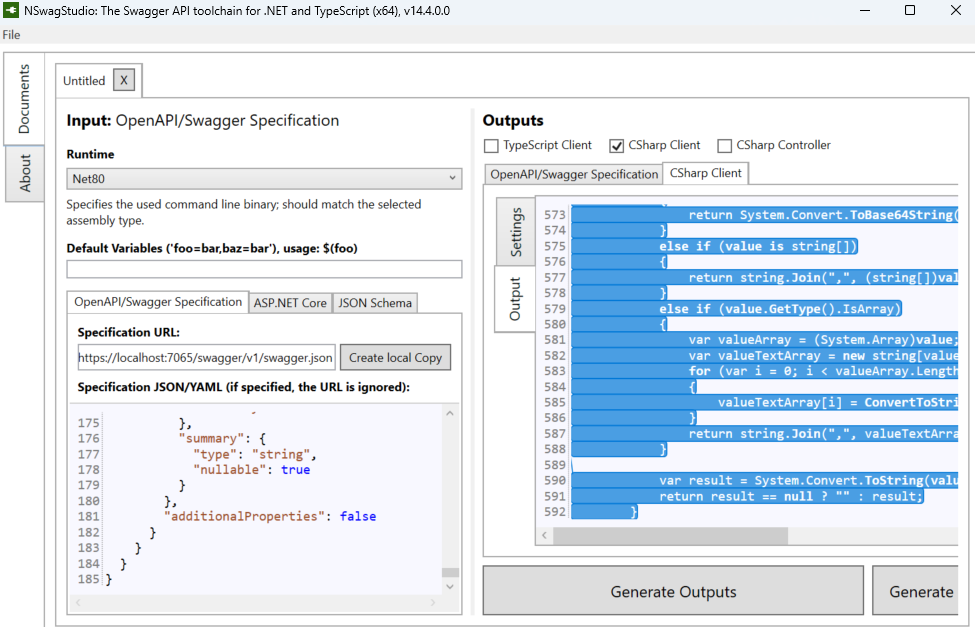 NSwagStudio: The Swagger API toolchain for .NET and TypeScript (x64), v14.4.0.0
File
Documents
About
Untitled X
Input: OpenAPI/Swagger Specification
Runtime
Net80
Specifies the used command line binary; should match the selected
assembly type.
Default Variables ('foo=bar,baz=bar'), usage: $(foo)
OpenAPI/Swagger Specification ASP.NET Core JSON Schema
Specification URL:
https://localhost:7065/swagger/v1/swagger.json Create local Copy
Specification JSON/YAML (if specified, the URL is ignored):
175 },
176 "summary": {
177 "type": "string",
178 "nullable": true
179 }
180 },
181 "additionalProperties": false
182 }
183 }
184 }
185 }
Outputs
TypeScript Client CSharp Client CSharp Controller
OpenAPI/Swagger Specification CSharp Client
Settings
Output
573 return System.Convert.ToBase64String(
574 }
575 else if (value is string[])
576 {
577 return string.Join(",", (string[])val
578 }
579 else if (value.GetType().IsArray)
580 {
581 var valueArray = (System.Array)value;
582 var valueTextArray = new string[value
583 for (var i = 0; i < valueArray.Length
584 {
585 valueTextArray[i] = ConvertToStri
586 }
587 return string.Join(",", valueTextArra
588 }
589
590 var result = System.Convert.ToString(valu
591 return result == null ? "" : result;
592 }
Generate Outputs Generate